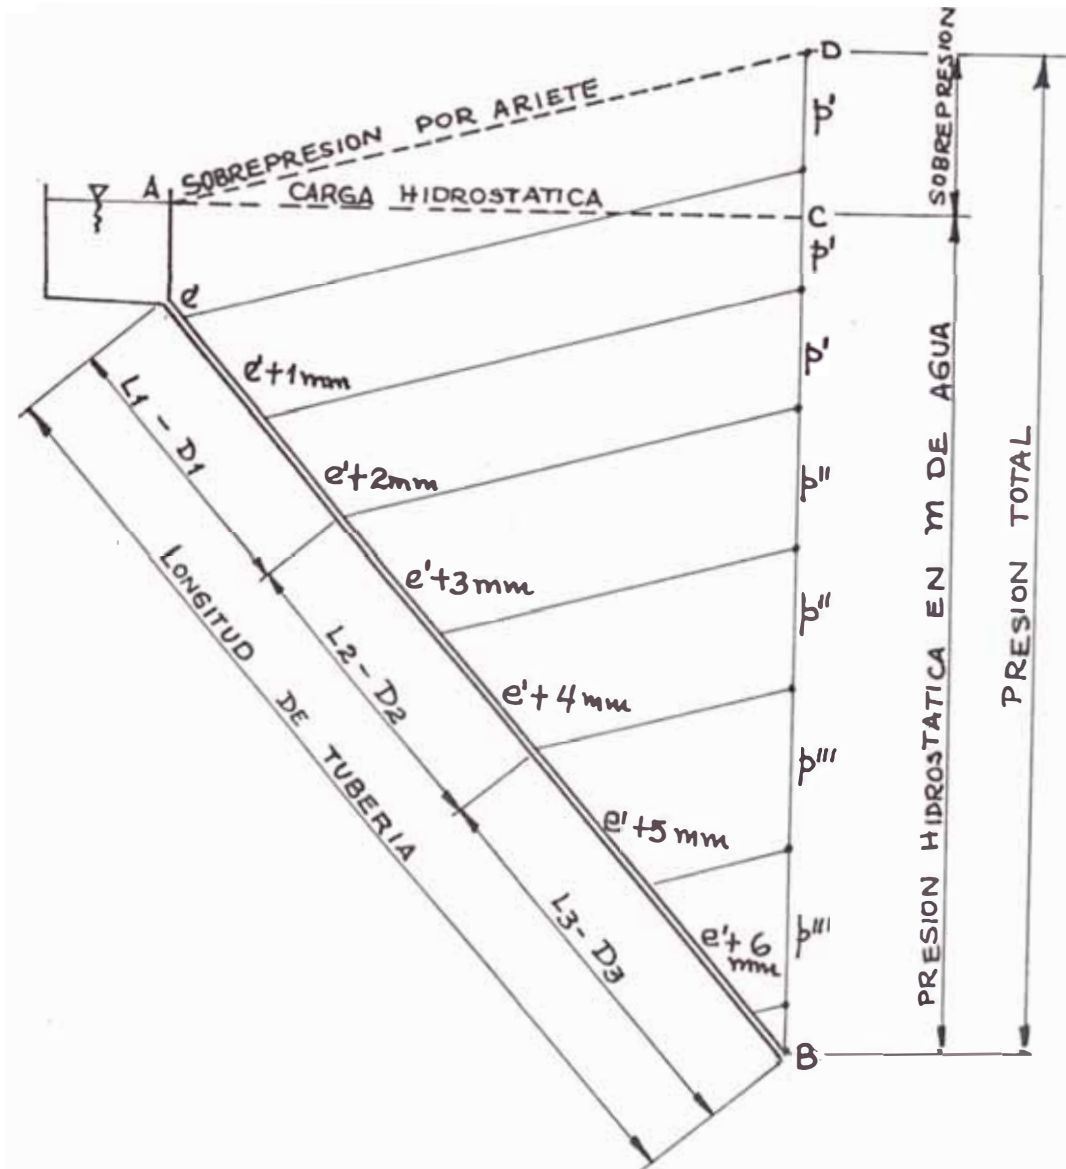 D
SOBREPRESION
SOBREPRESION POR ARIETE
p'
A
CARGA HIDROSTATICA
C
p'
e'
p'
e'+1mm
L1 - D1
e'+2mm
p''
e'+3mm
p''
L2 - D2
e'+4mm
p'''
e'+5mm
L3 - D3
e'+6
mm
p'''
B
LONGITUD DE TUBERIA
PRESION HIDROSTATICA EN m DE AGUA
PRESION TOTAL